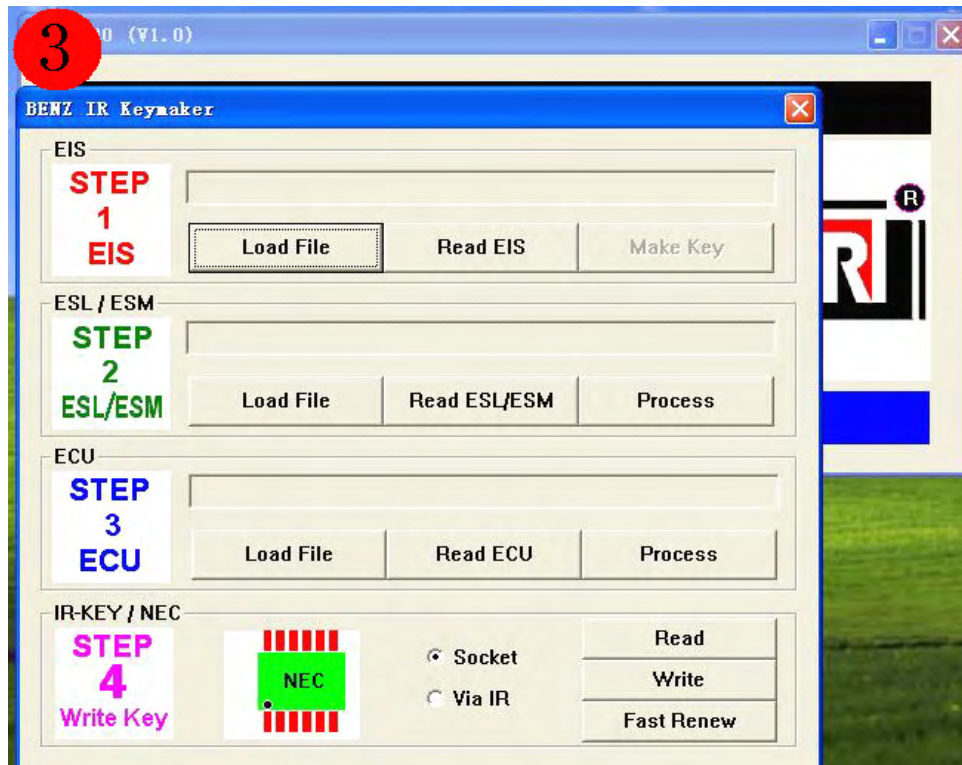 3
0 (V1.0)
BENZ IR Keymaker
R
EIS
STEP
1
EIS
Load File
Read EIS
Make Key
ESL / ESM
STEP
2
ESL/ESM
Load File
Read ESL/ESM
Process
ECU
STEP
3
ECU
Load File
Read ECU
Process
IR-KEY / NEC
STEP
4
Write Key
NEC
Socket
Via IR
Read
Write
Fast Renew